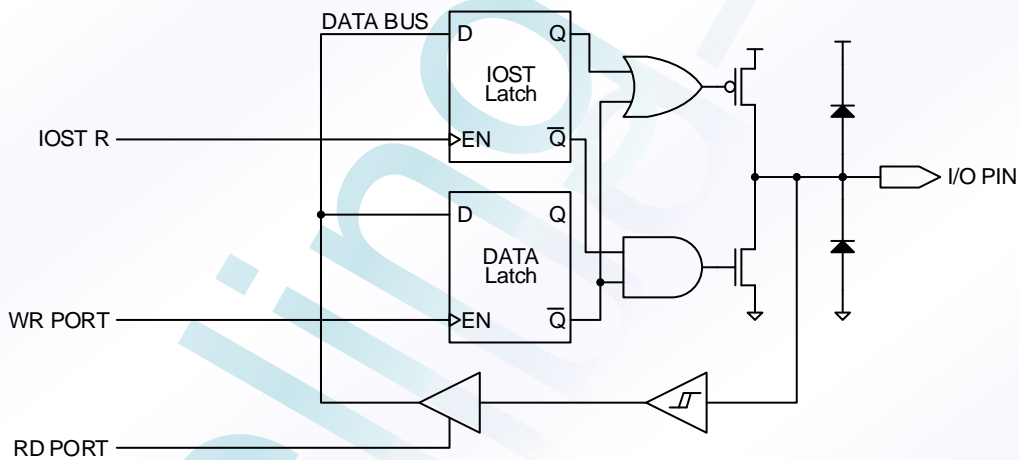 DATA BUS
D
Q
IOST
Latch
IOST R
EN
Q̅
I/O PIN
D
Q
DATA
Latch
WR PORT
EN
Q̅
RD PORT